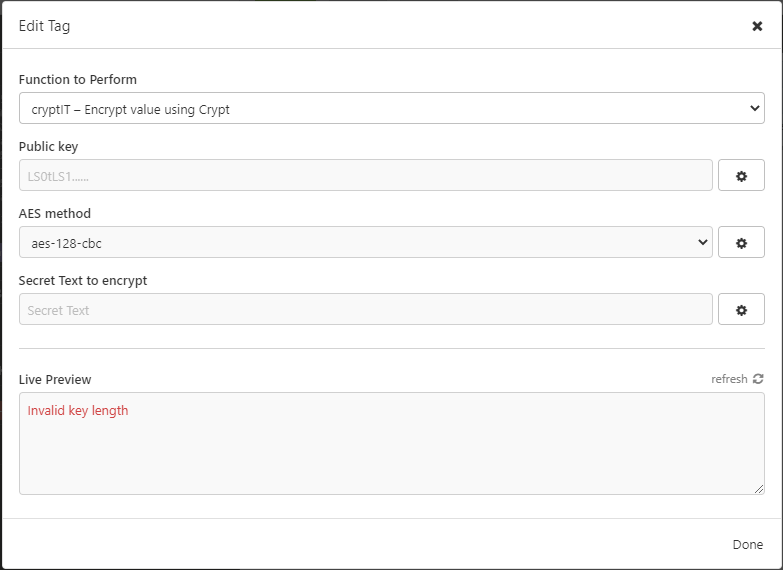 Edit Tag
Function to Perform
cryptIT – Encrypt value using Crypt
Public key
LS0tLS1......
AES method
aes-128-cbc
Secret Text to encrypt
Secret Text
Live Preview
refresh
Invalid key length
Done